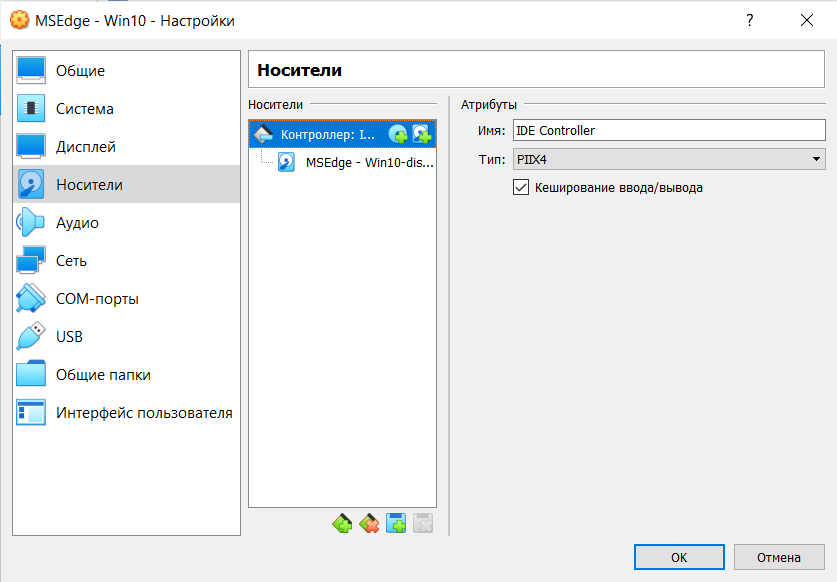 MSEdge - Win10 - Настройки
?
Общие
Система
Дисплей
Носители
Аудио
Сеть
COM-порты
USB
Общие папки
Интерфейс пользователя
Носители
Носители
Контроллер: I...
MSEdge - Win10-dis...
Атрибуты
Имя: IDE Controller
Тип: PIIX4
Кеширование ввода/вывода
OK
Отмена